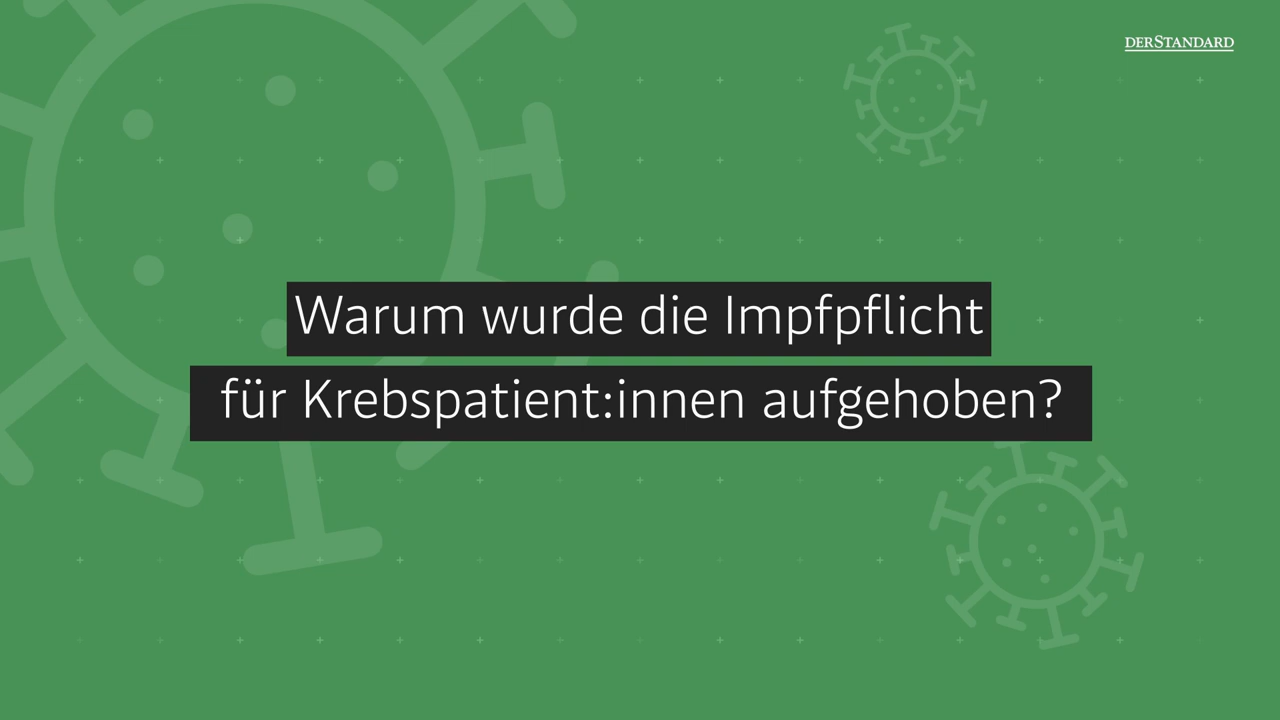 DERSTANDARD
Warum wurde die Impfpflicht
für Krebspatient:innen aufgehoben?